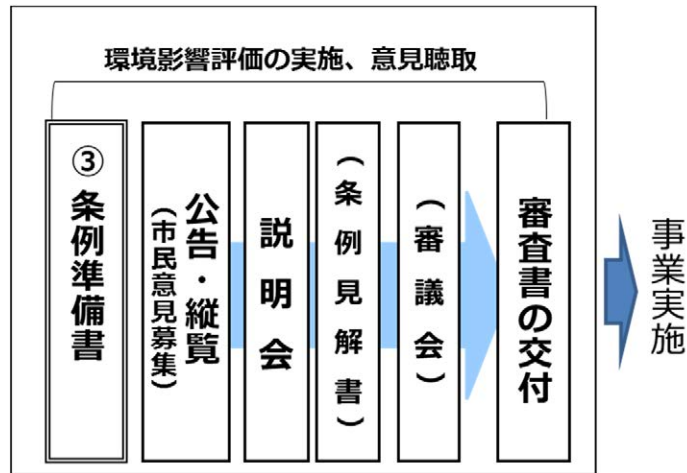 環境影響評価の実施、意見聴取
③条例準備書
公告・縦覧
（市民意見募集）
説明会
（条例見解書）
（審議会）
審査書の交付
事業実施